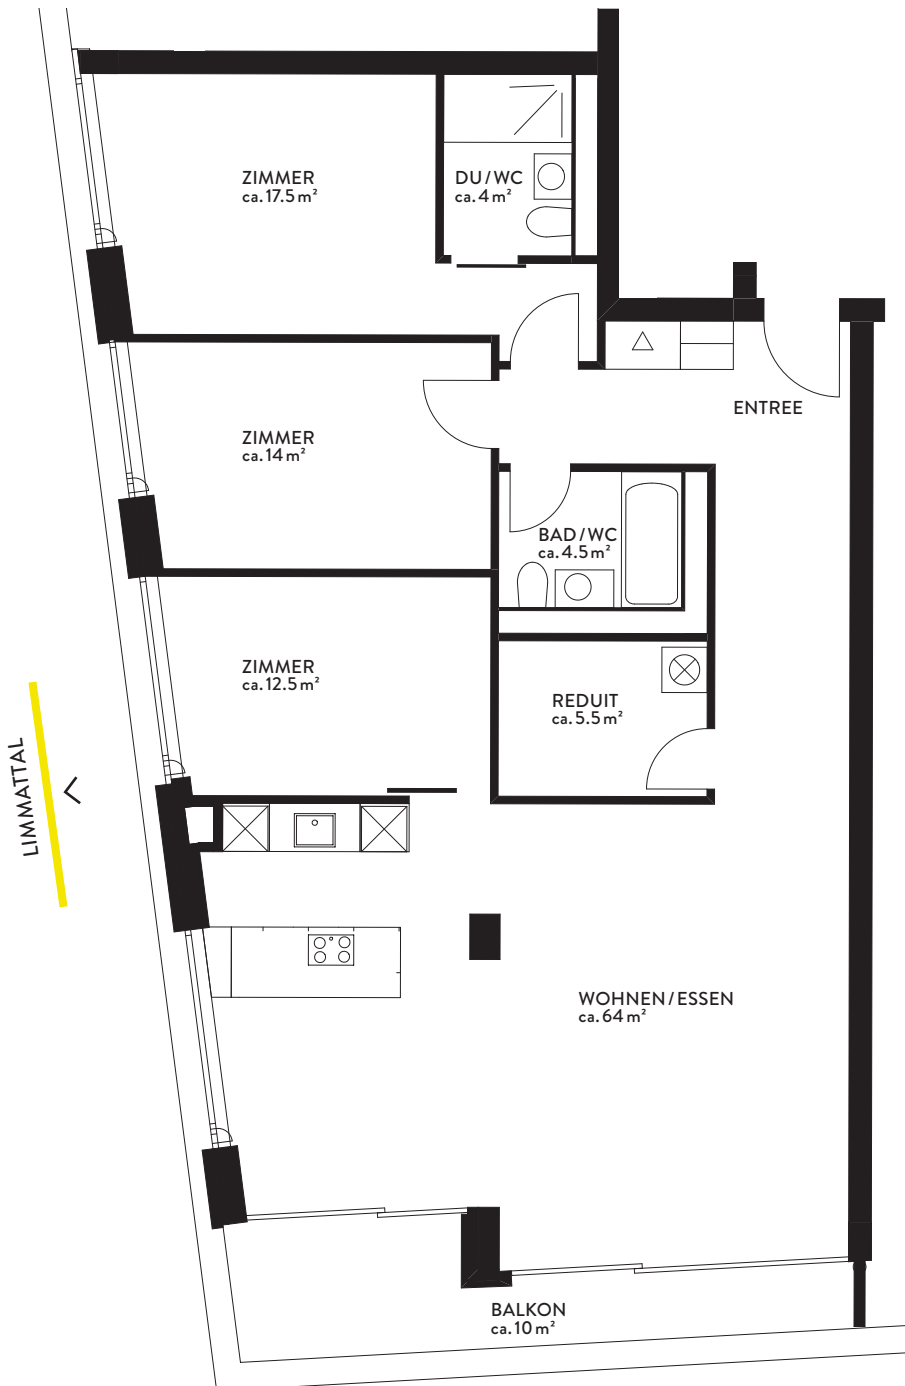 ZIMMER
ca. 17.5 m²
DU/WC
ca. 4 m²
ENTREE
ZIMMER
ca. 14 m²
BAD/WC
ca. 4.5 m²
ZIMMER
ca. 12.5 m²
REDUIT
ca. 5.5 m²
LIMMATTAL
WOHNEN/ESSEN
ca. 64 m²
BALKON
ca. 10 m²